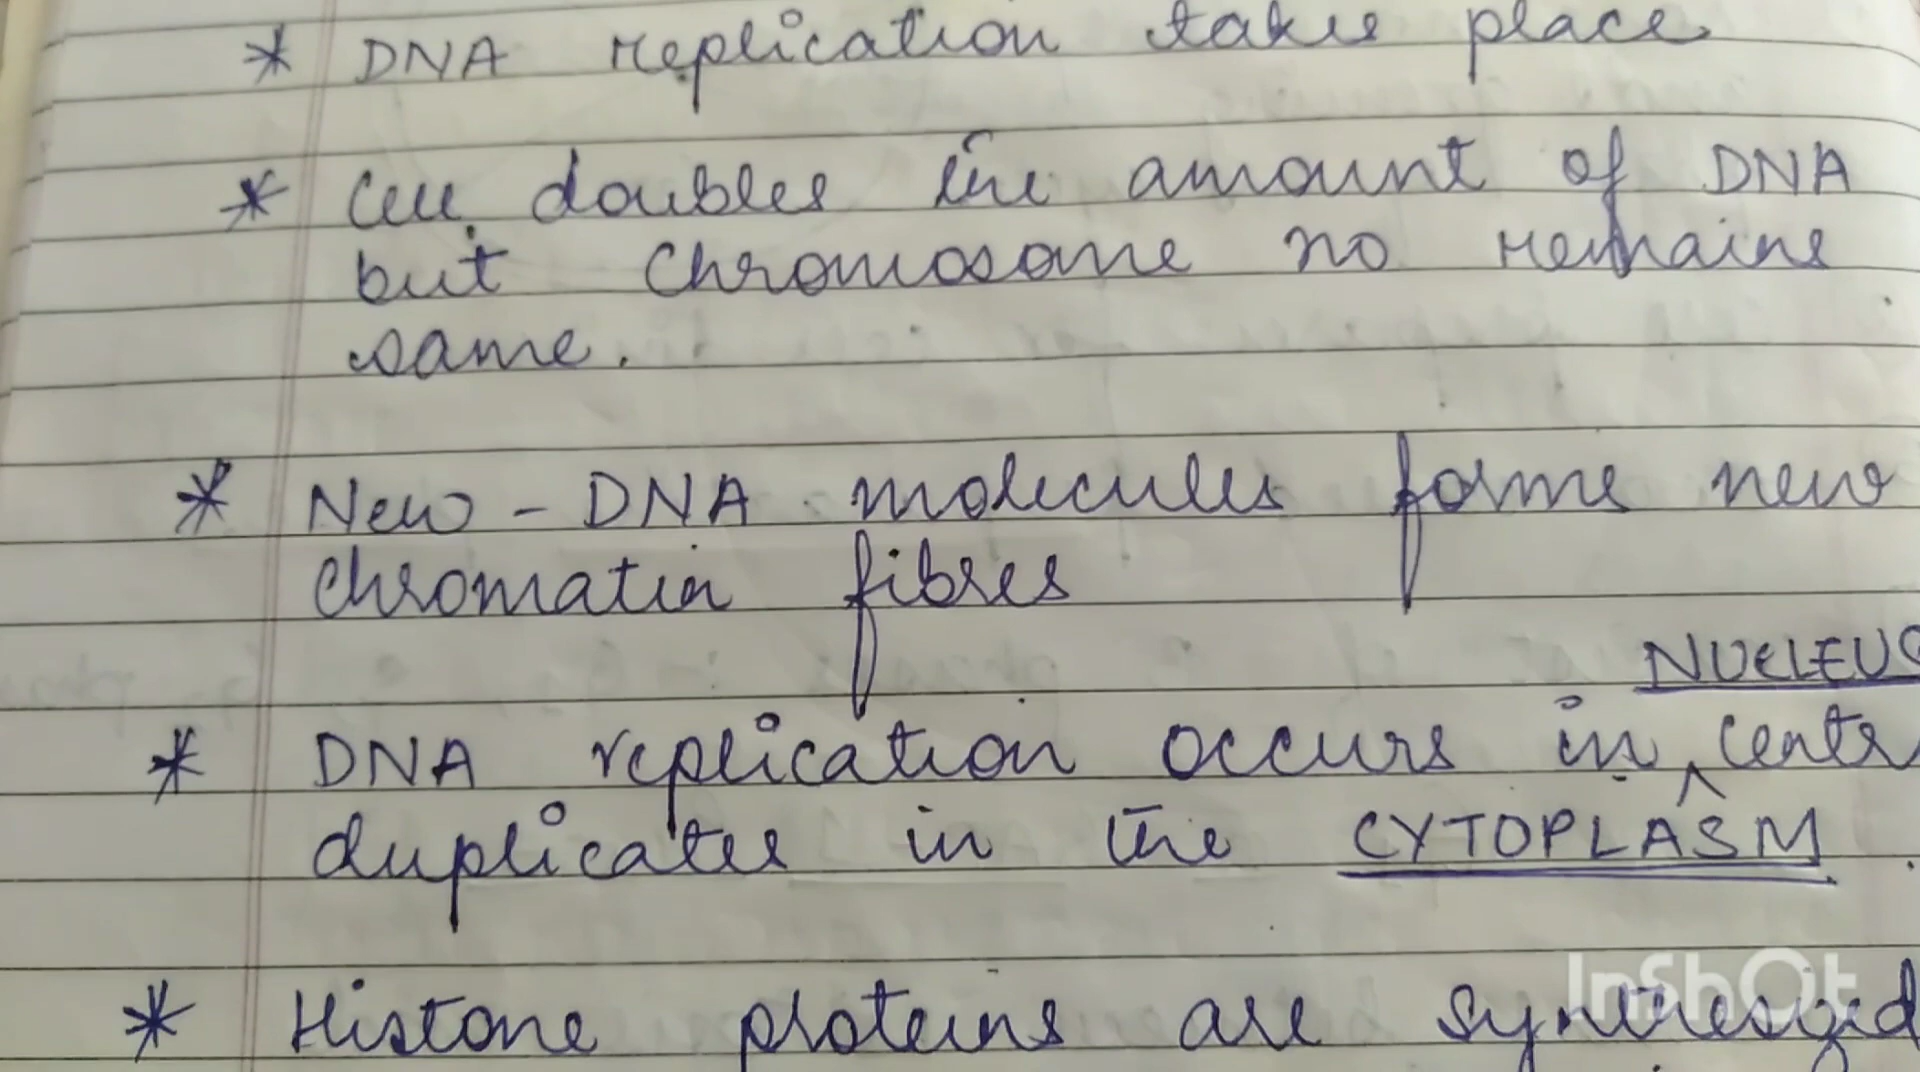 * DNA replication takes place
* Cell doubles the amount of DNA
but chromosome no remains
same.
* New - DNA molecules forms new
chromatin fibres
NUCLEUS
* DNA replication occurs in ^ centr
duplicates in the CYTOPLASM.
* Histone proteins are synthesized
InShOt